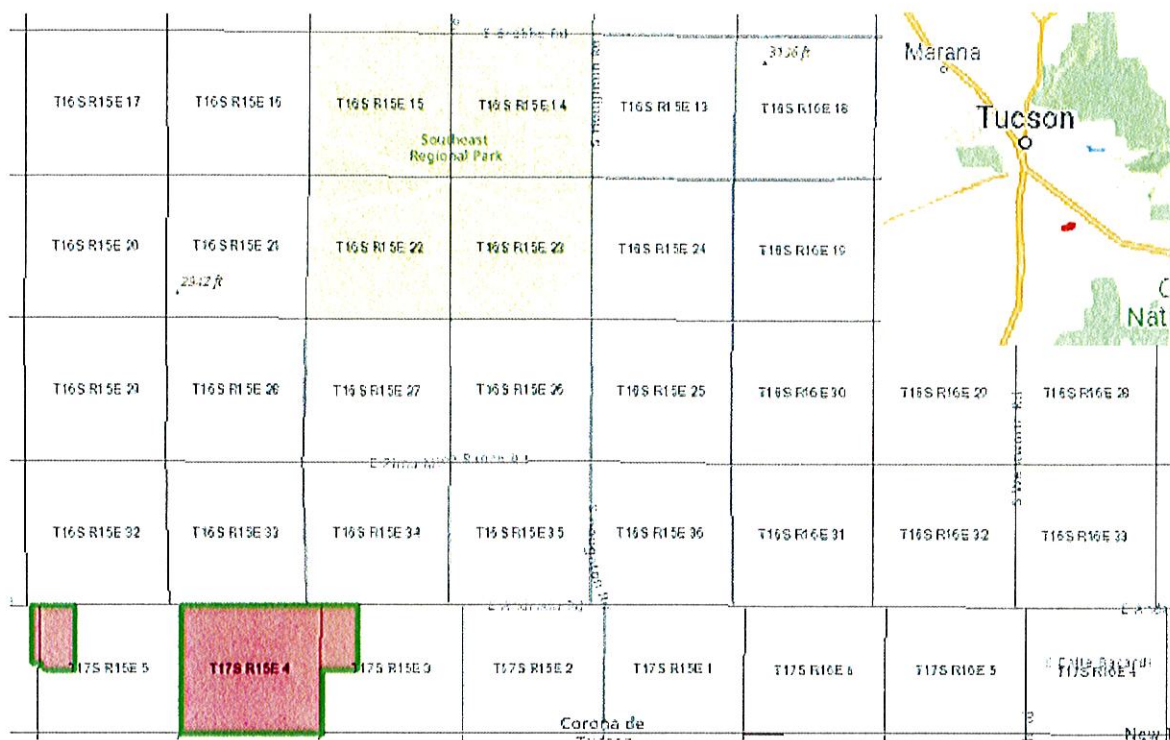 3136 ft
Marana
Tucson
T16S R15E 17
T16S R15E 16
T16S R15E 15
T16S R15E 14
T16S R15E 13
T16S R16E 18
Southeast
Regional Park
T16S R15E 20
T16S R15E 21
T16S R15E 22
T16S R15E 23
T16S R15E 24
T16S R16E 19
Nat
T16S R15E 29
T16S R15E 28
T16S R15E 27
T16S R15E 26
T16S R15E 25
T16S R16E 30
T16S R16E 29
T16S R16E 28
T16S R15E 32
T16S R15E 33
T16S R15E 34
T16S R15E 35
T16S R15E 36
T16S R16E 31
T16S R16E 32
T16S R16E 33
T17S R15E 5
T17S R15E 4
T17S R15E 3
T17S R15E 2
T17S R15E 1
T17S R16E 6
T17S R16E 5
T17S R16E 4
Corona de
Tucson
New